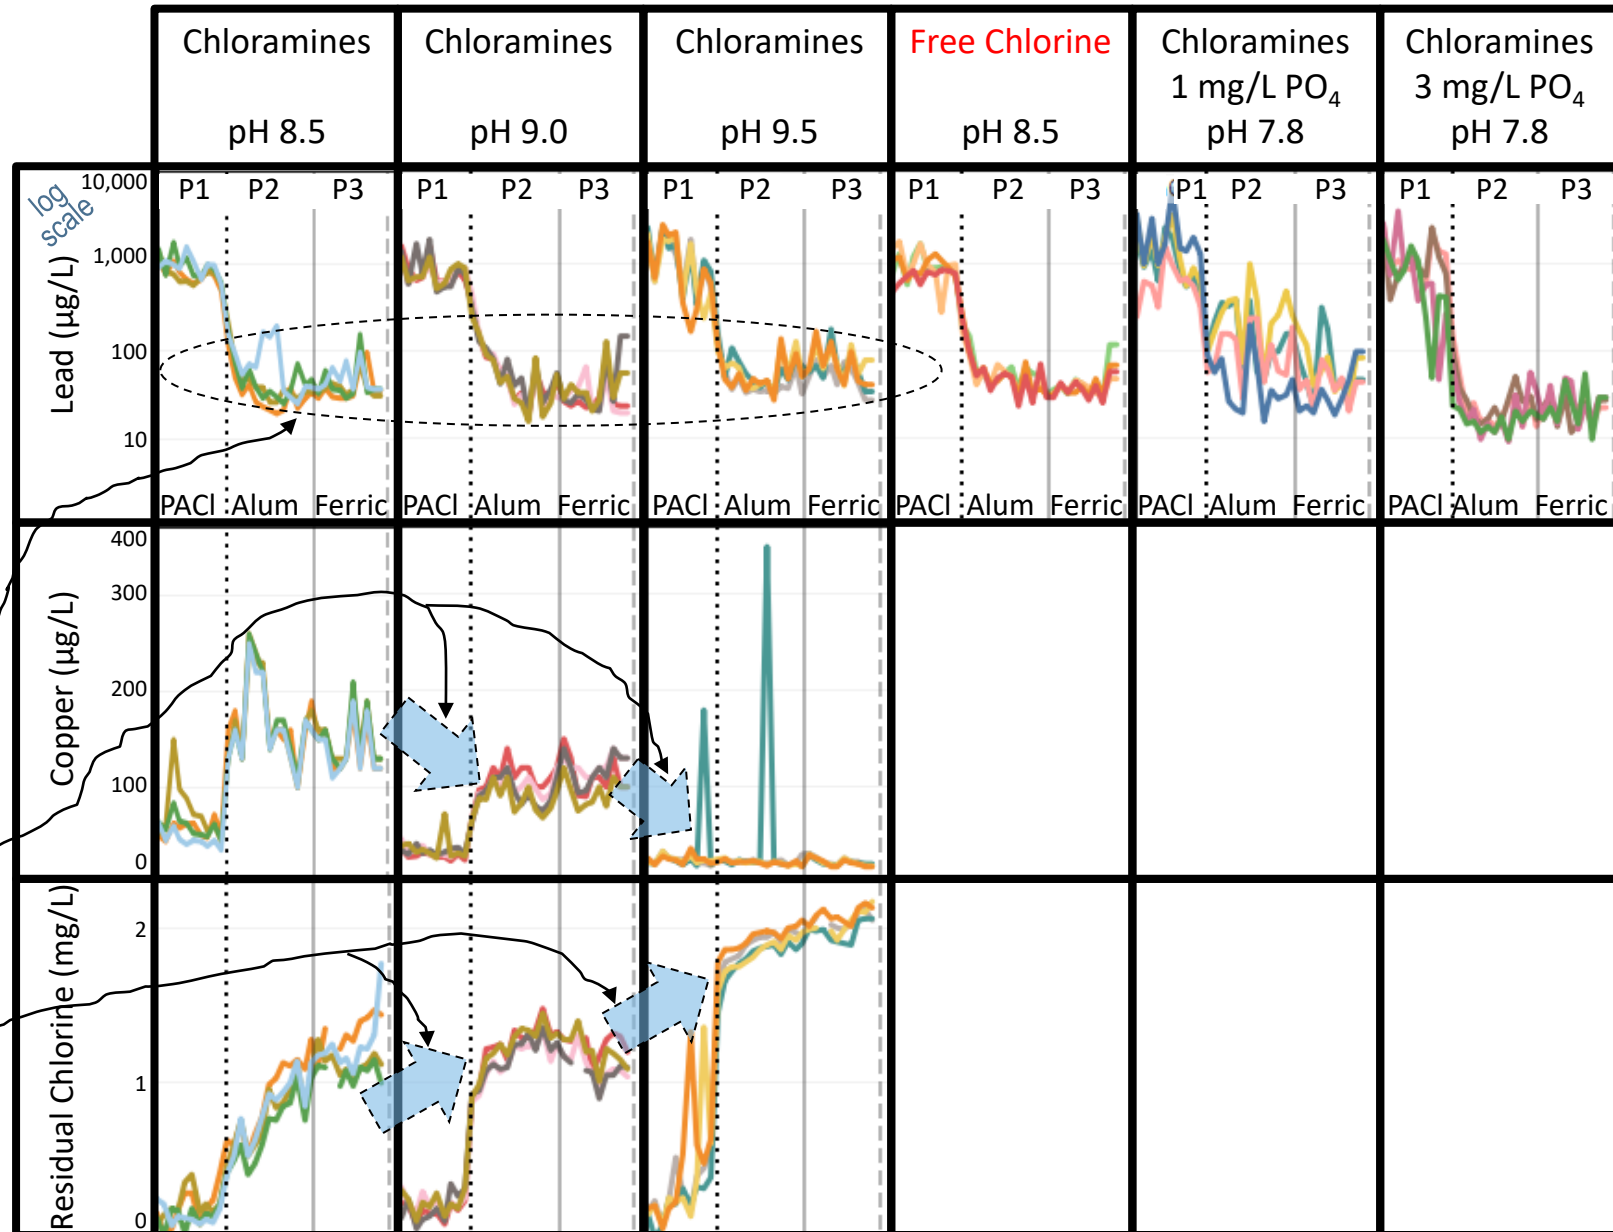 Chloramines
pH 8.5
Chloramines
pH 9.0
Chloramines
pH 9.5
Free Chlorine
pH 8.5
Chloramines
1 mg/L PO₄
pH 7.8
Chloramines
3 mg/L PO₄
pH 7.8
log
scale
Lead (µg/L)
10,000
1,000
100
10
P1 P2 P3
P1 P2 P3
P1 P2 P3
P1 P2 P3
P1 P2 P3
P1 P2 P3
PACl Alum Ferric
PACl Alum Ferric
PACl Alum Ferric
PACl Alum Ferric
PACl Alum Ferric
PACl Alum Ferric
Copper (µg/L)
400
300
200
100
0
Residual Chlorine (mg/L)
2
1
0